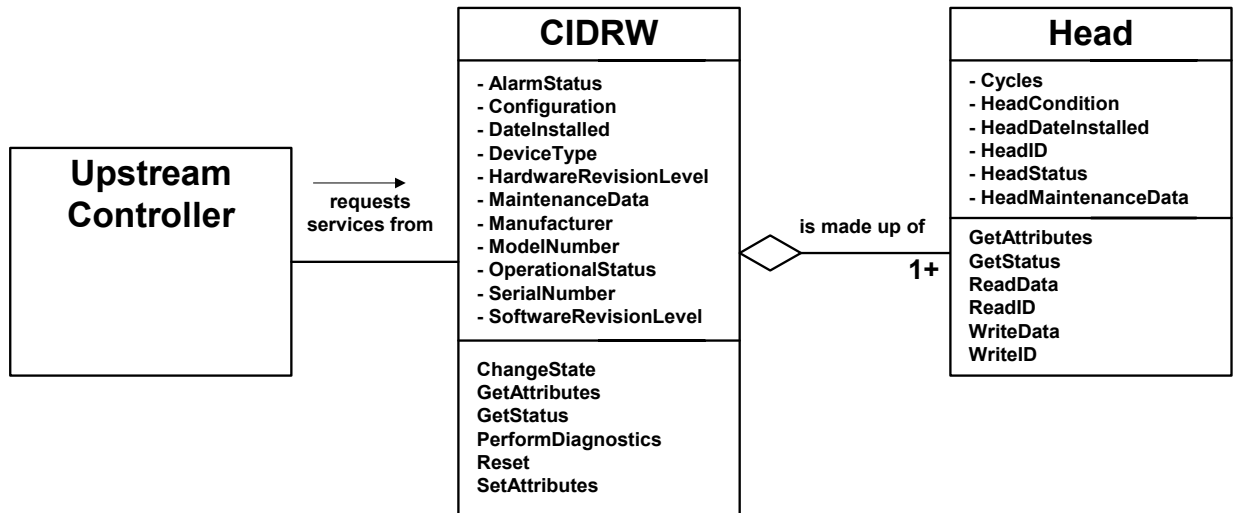 Upstream
Controller
requests
services from
CIDRW
- AlarmStatus
- Configuration
- DateInstalled
- DeviceType
- HardwareRevisionLevel
- MaintenanceData
- Manufacturer
- ModelNumber
- OperationalStatus
- SerialNumber
- SoftwareRevisionLevel
ChangeState
GetAttributes
GetStatus
PerformDiagnostics
Reset
SetAttributes
is made up of
1+
Head
- Cycles
- HeadCondition
- HeadDateInstalled
- HeadID
- HeadStatus
- HeadMaintenanceData
GetAttributes
GetStatus
ReadData
ReadID
WriteData
WriteID